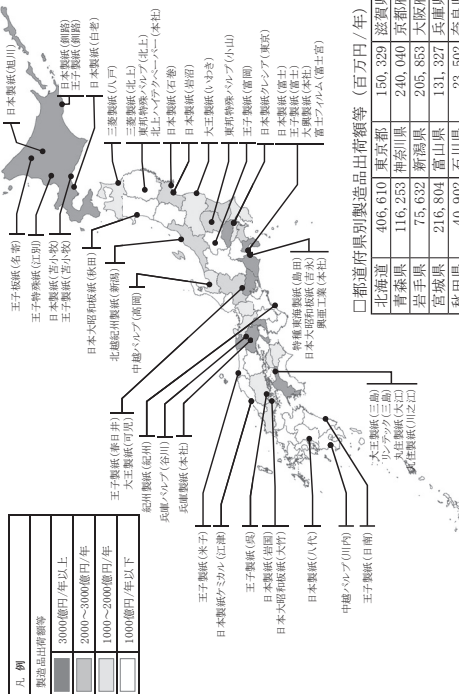 凡 例
製造品出荷額等
3000億円/年以上
2000～3000億円/年
1000～2000億円/年
1000億円/年以下
王子板紙(名寄)
王子特殊紙(江別)
日本製紙(苫小牧)
王子製紙(苫小牧)
日本製紙(旭川)
日本製紙(釧路)
王子製紙(釧路)
日本製紙(白老)
日本大昭和板紙(秋田)
三菱製紙(八戸)
三菱製紙(北上)
東邦特殊パルプ(北上)
北上ハイテクペーパー(本社)
日本製紙(石巻)
日本製紙(岩沼)
大王製紙(いわき)
東邦特殊パルプ(小山)
王子製紙(富岡)
日本製紙クレシア(東京)
日本製紙(富士)
王子製紙(富士)
大興製紙(本社)
富士フィルム(富士宮)
北越紀州製紙(新潟)
中越パルプ(高岡)
特種東海製紙(島田)
日本大昭和板紙(吉永)
興亜工業(本社)
王子製紙(春日井)
大王製紙(可児)
紀州製紙(紀州)
兵庫パルプ(谷川)
兵庫製紙(本社)
王子製紙(米子)
日本製紙ケミカル(江津)
王子製紙(呉)
日本製紙(岩国)
日本大昭和板紙(大竹)
日本製紙(八代)
中越パルプ(川内)
王子製紙(日南)
大王製紙(三島)
リンテック(三島)
丸住製紙(大江)
丸住製紙(川之江)
□都道府県別製造品出荷額等 (百万円/年)
北海道 406,610 東京都 150,329 滋賀県
青森県 116,253 神奈川県 240,040 京都府
岩手県 75,632 新潟県 205,853 大阪府
宮城県 216,804 富山県 131,327 兵庫県
秋田県 40,903 石川県 23,502 奈良県